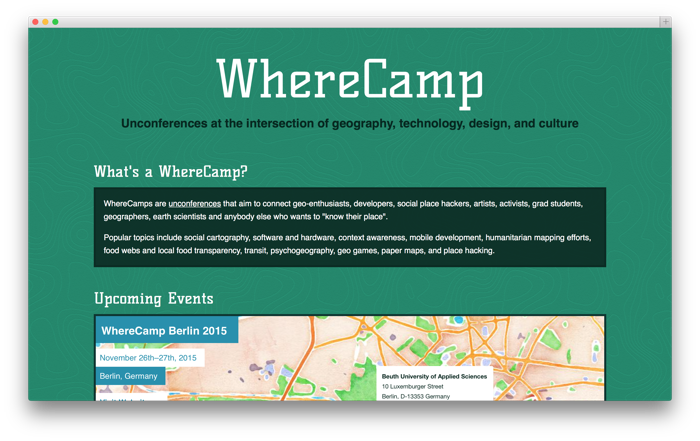 WhereCamp
Unconferences at the intersection of geography, technology, design, and culture
What's a WhereCamp?
WhereCamps are unconferences that aim to connect geo-enthusiasts, developers, social place hackers, artists, activists, grad students,
geographers, earth scientists and anybody else who wants to "know their place".
Popular topics include social cartography, software and hardware, context awareness, mobile development, humanitarian mapping efforts,
food webs and local food transparency, transit, psychogeography, geo games, paper maps, and place hacking.
Upcoming Events
WhereCamp Berlin 2015
November 26th–27th, 2015
Berlin, Germany
Beuth University of Applied Sciences
10 Luxemburger Street
Berlin, D-13353 Germany